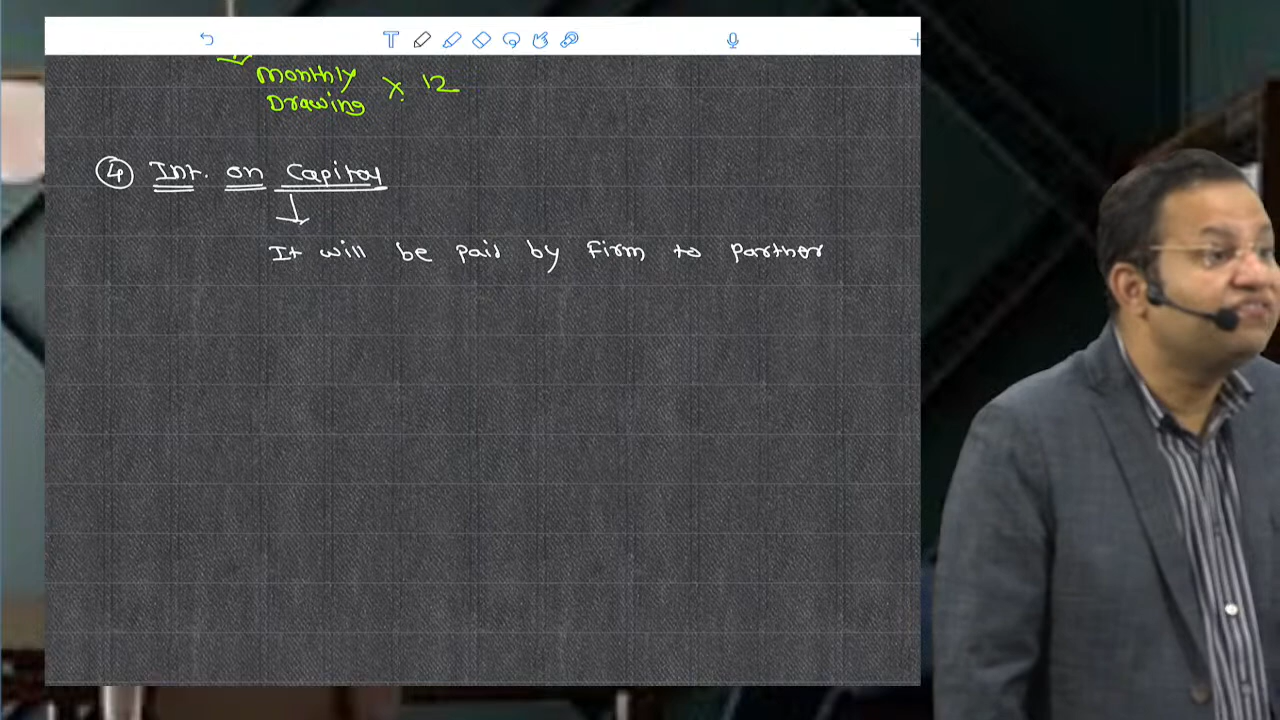 Monthly
Drawing × 12
④ Int. on Capital
It will be paid by Firm to partner